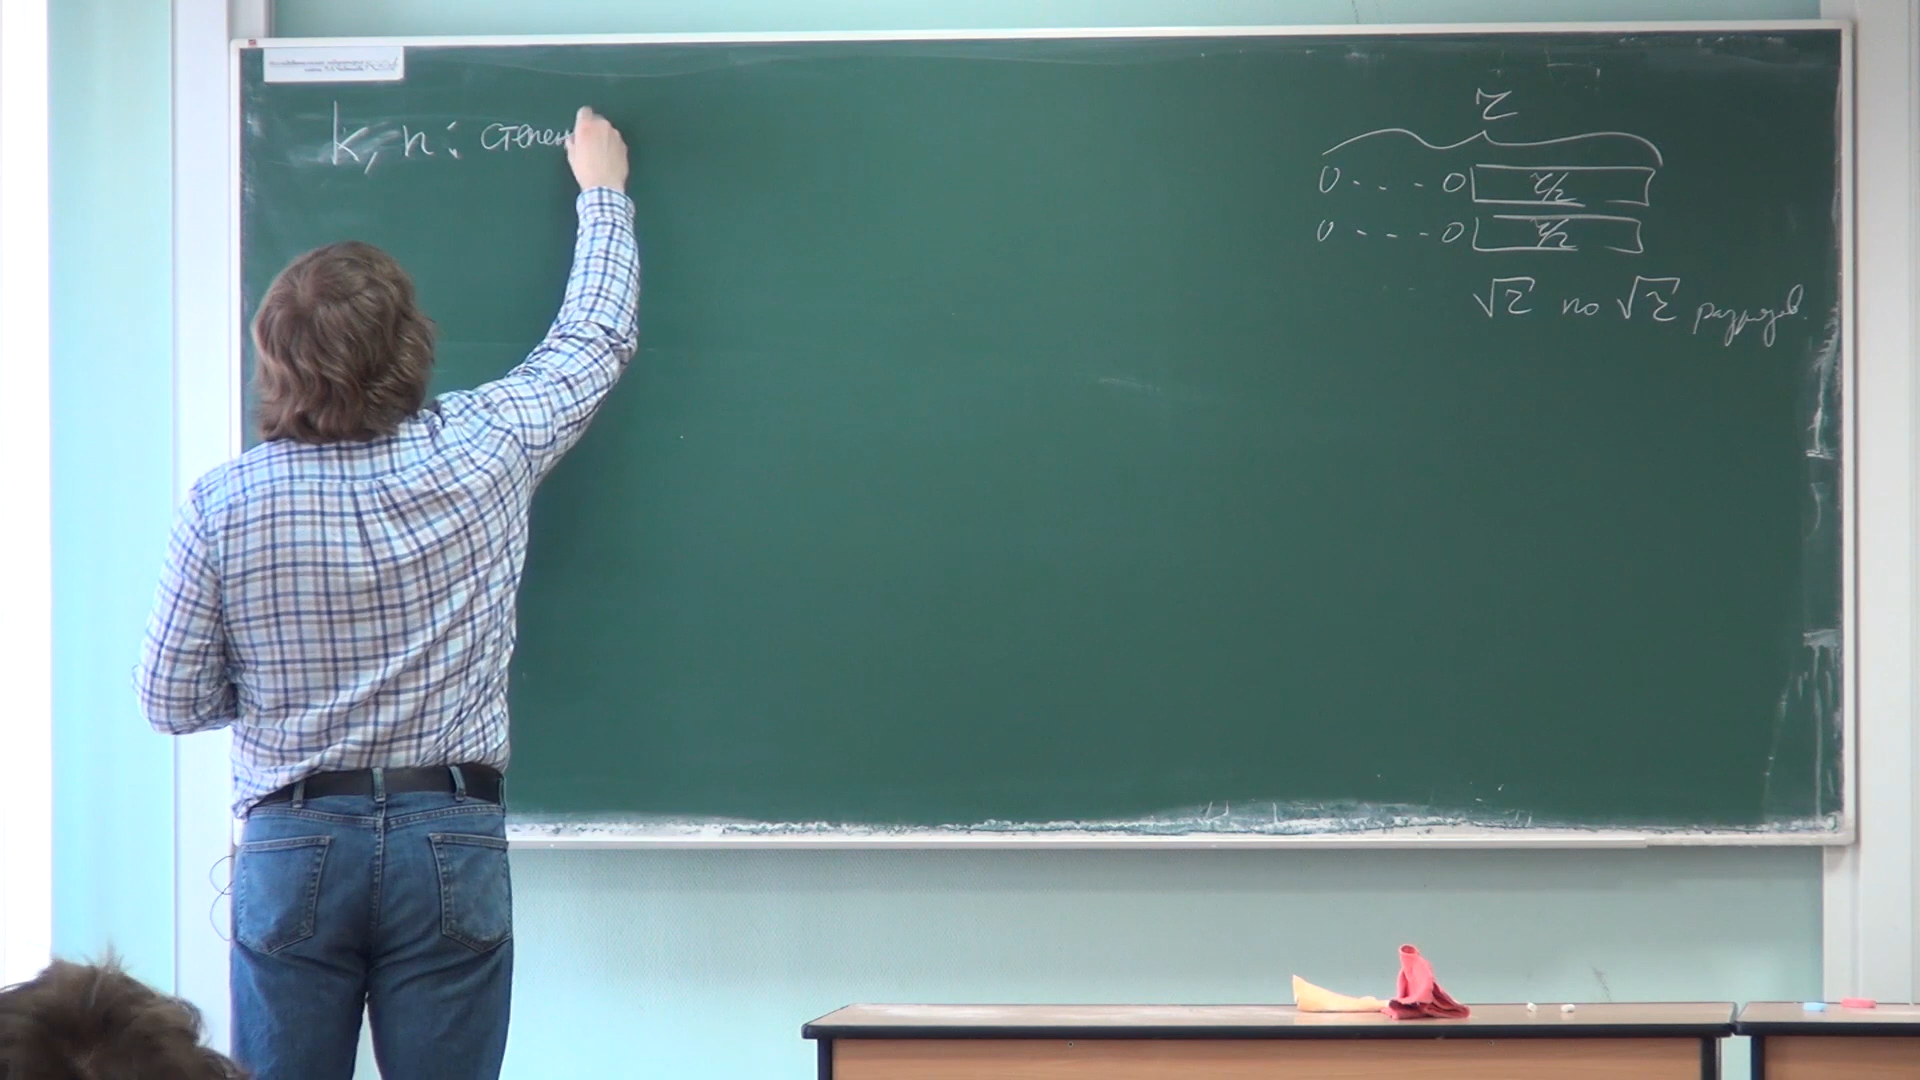 k, n: степен
τ
0 - - - 0 τ/2
0 - - - 0 τ/2
√τ по √τ разрядов.